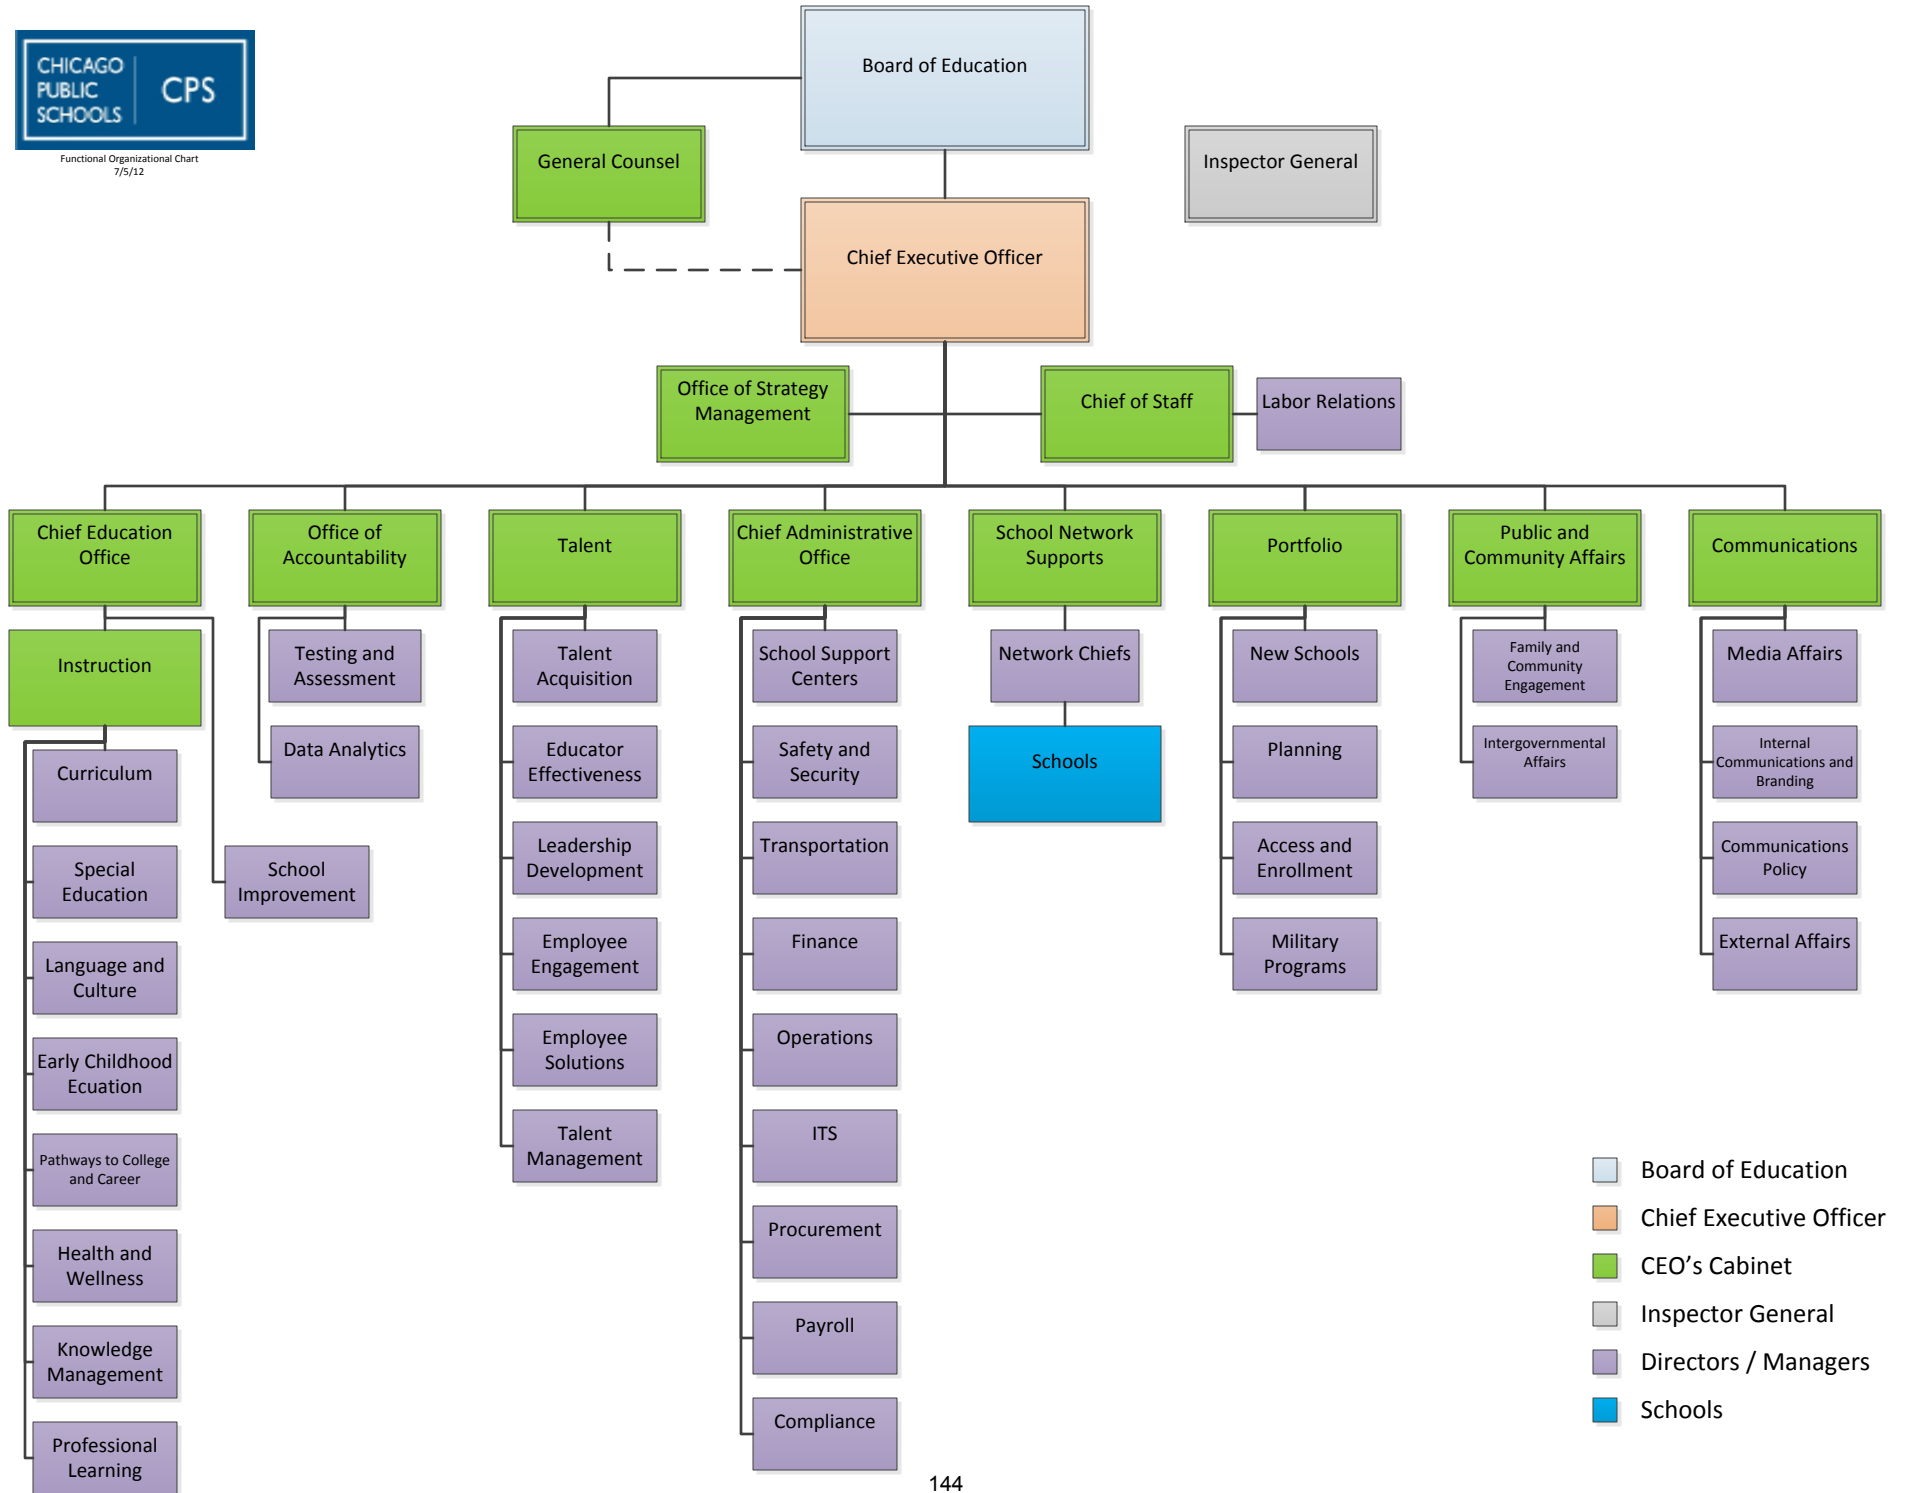 CHICAGO
PUBLIC
SCHOOLS
CPS
Functional Organizational Chart
7/5/12
Board of Education
General Counsel
Inspector General
Chief Executive Officer
Office of Strategy
Management
Chief of Staff
Labor Relations
Chief Education
Office
Office of
Accountability
Talent
Chief Administrative
Office
School Network
Supports
Portfolio
Public and
Community Affairs
Communications
Instruction
Curriculum
Special
Education
Language and
Culture
Early Childhood
Ecuation
Pathways to College
and Career
Health and
Wellness
Knowledge
Management
Professional
Learning
School
Improvement
Testing and
Assessment
Data Analytics
Talent
Acquisition
Educator
Effectiveness
Leadership
Development
Employee
Engagement
Employee
Solutions
Talent
Management
School Support
Centers
Safety and
Security
Transportation
Finance
Operations
ITS
Procurement
Payroll
Compliance
Network Chiefs
Schools
New Schools
Planning
Access and
Enrollment
Military
Programs
Family and
Community
Engagement
Intergovernmental
Affairs
Media Affairs
Internal
Communications and
Branding
Communications
Policy
External Affairs
Board of Education
Chief Executive Officer
CEO’s Cabinet
Inspector General
Directors / Managers
Schools
144